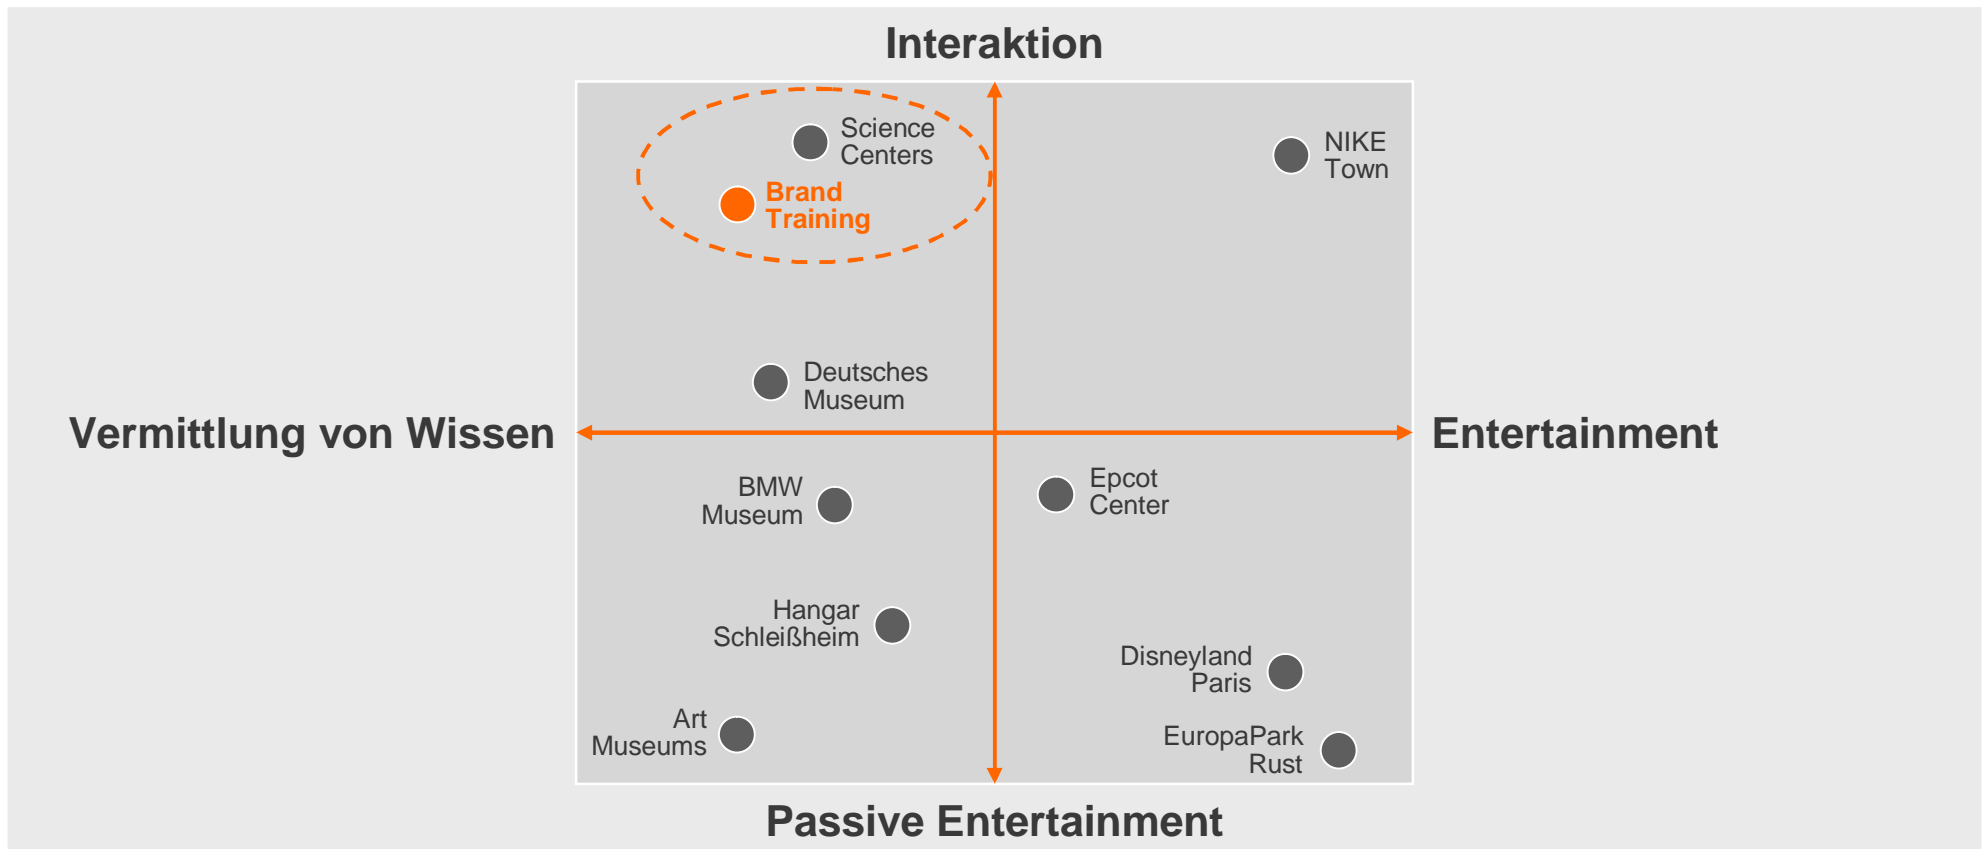 Interaktion
Science
Centers
NIKE
Town
Brand
Training
Deutsches
Museum
Vermittlung von Wissen
Entertainment
Epcot
Center
BMW
Museum
Hangar
Schleißheim
Disneyland
Paris
Art
Museums
EuropaPark
Rust
Passive Entertainment